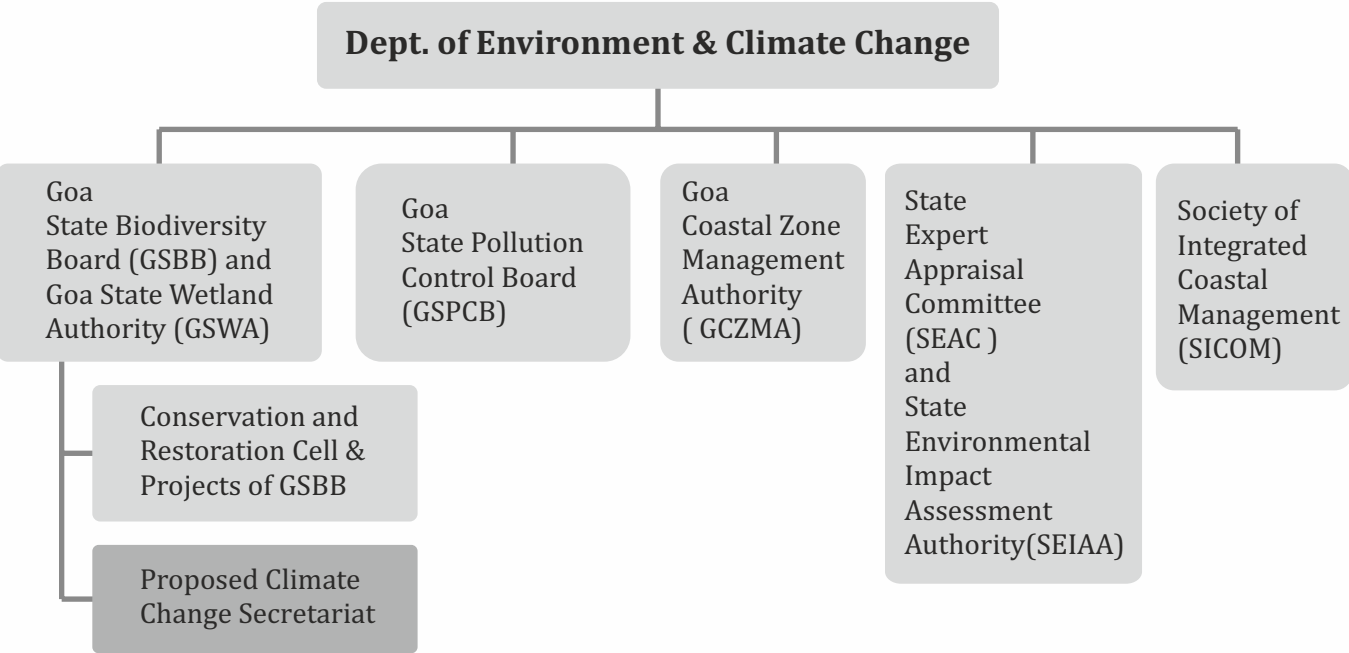 Dept. of Environment & Climate Change
Goa
State Biodiversity
Board (GSBB) and
Goa State Wetland
Authority (GSWA)
Goa
State Pollution
Control Board
(GSPCB)
Goa
Coastal Zone
Management
Authority
( GCZMA)
State
Expert
Appraisal
Committee
(SEAC )
and
State
Environmental
Impact
Assessment
Authority(SEIAA)
Society of
Integrated
Coastal
Management
(SICOM)
Conservation and
Restoration Cell &
Projects of GSBB
Proposed Climate
Change Secretariat